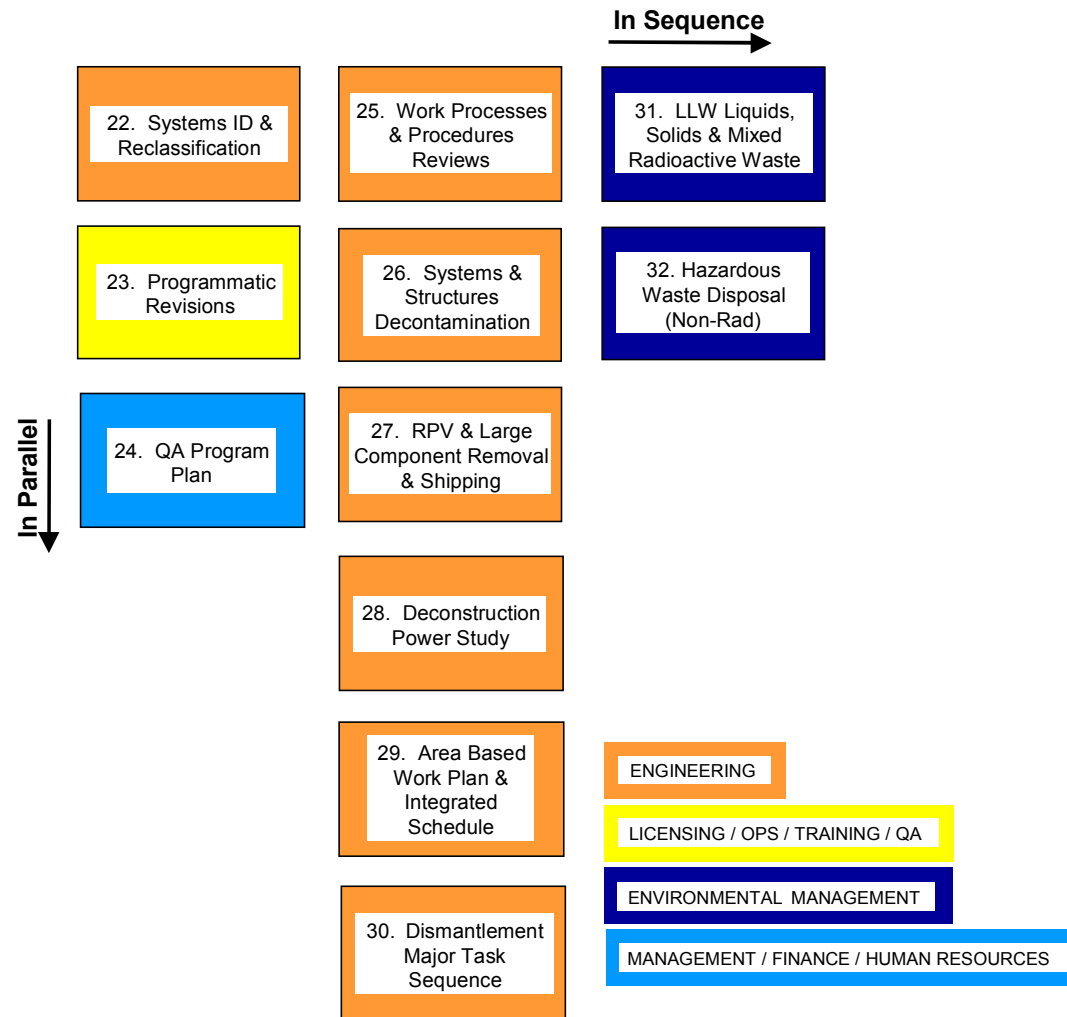 In Sequence
22. Systems ID &
Reclassification
25. Work Processes
& Procedures
Reviews
31. LLW Liquids,
Solids & Mixed
Radioactive Waste
23. Programmatic
Revisions
26. Systems &
Structures
Decontamination
32. Hazardous
Waste Disposal
(Non-Rad)
In Parallel
24. QA Program
Plan
27. RPV & Large
Component Removal
& Shipping
28. Deconstruction
Power Study
29. Area Based
Work Plan &
Integrated
Schedule
30. Dismantlement
Major Task
Sequence
ENGINEERING
LICENSING / OPS / TRAINING / QA
ENVIRONMENTAL MANAGEMENT
MANAGEMENT / FINANCE / HUMAN RESOURCES